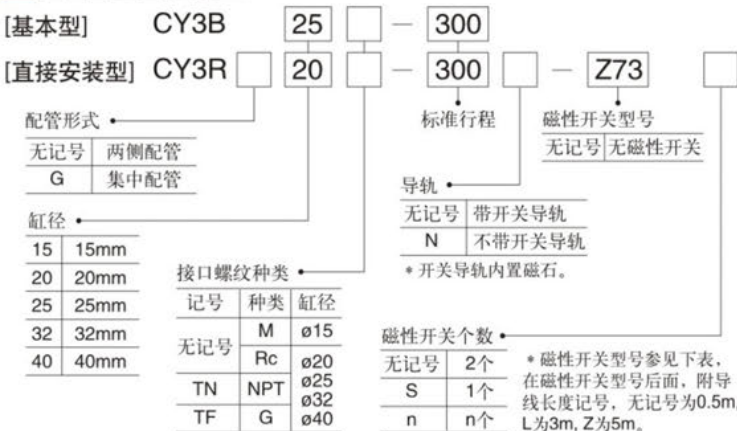 [基本型] CY3B 25 — 300
[直接安装型] CY3R 20 — 300 — Z73
配管形式
无记号 两侧配管
G 集中配管
缸径
15 15mm
20 20mm
25 25mm
32 32mm
40 40mm
接口螺纹种类
记号 种类 缸径
无记号 M ø15
Rc ø20
TN NPT ø25
ø32
TF G ø40
标准行程
导轨
无记号 带开关导轨
N 不带开关导轨
* 开关导轨内置磁石。
磁性开关型号
无记号 无磁性开关
磁性开关个数
无记号 2个
S 1个
n n个
* 磁性开关型号参见下表,
在磁性开关型号后面,附导
线长度记号,无记号为0.5m,
L为3m, Z为5m。